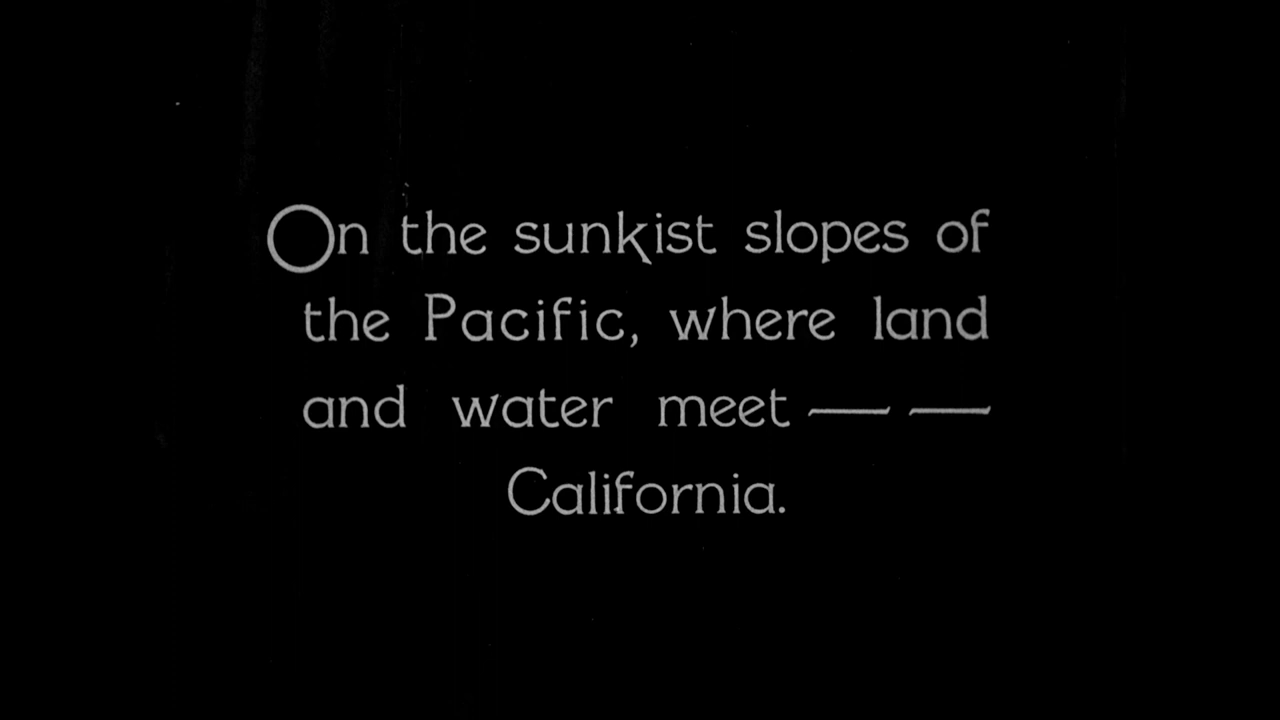 On the sunkist slopes of
the Pacific, where land
and water meet — —
California.